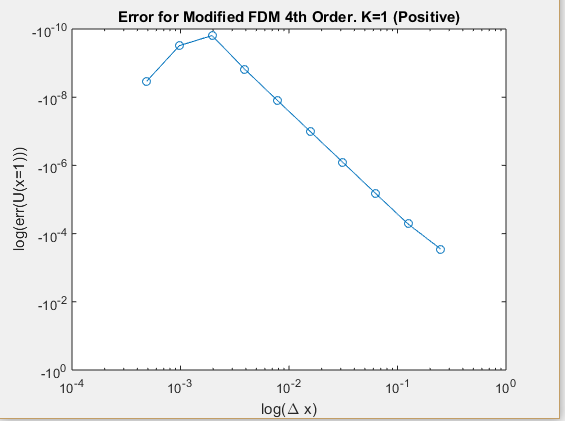 Error for Modified FDM 4th Order. K=1 (Positive)
-10^-10
-10^-8
-10^-6
-10^-4
-10^-2
-10^0
log(err(U(x=1)))
10^-4 10^-3 10^-2 10^-1 10^0
log(Δ x)